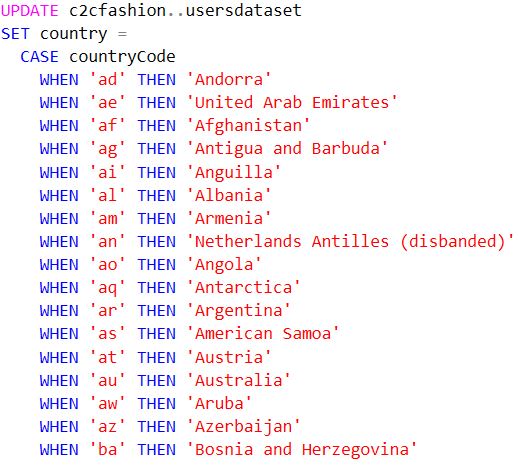 UPDATE c2cfashion..usersdataset
SET country =
CASE countryCode
WHEN 'ad' THEN 'Andorra'
WHEN 'ae' THEN 'United Arab Emirates'
WHEN 'af' THEN 'Afghanistan'
WHEN 'ag' THEN 'Antigua and Barbuda'
WHEN 'ai' THEN 'Anguilla'
WHEN 'al' THEN 'Albania'
WHEN 'am' THEN 'Armenia'
WHEN 'an' THEN 'Netherlands Antilles (disbanded)'
WHEN 'ao' THEN 'Angola'
WHEN 'aq' THEN 'Antarctica'
WHEN 'ar' THEN 'Argentina'
WHEN 'as' THEN 'American Samoa'
WHEN 'at' THEN 'Austria'
WHEN 'au' THEN 'Australia'
WHEN 'aw' THEN 'Aruba'
WHEN 'az' THEN 'Azerbaijan'
WHEN 'ba' THEN 'Bosnia and Herzegovina'